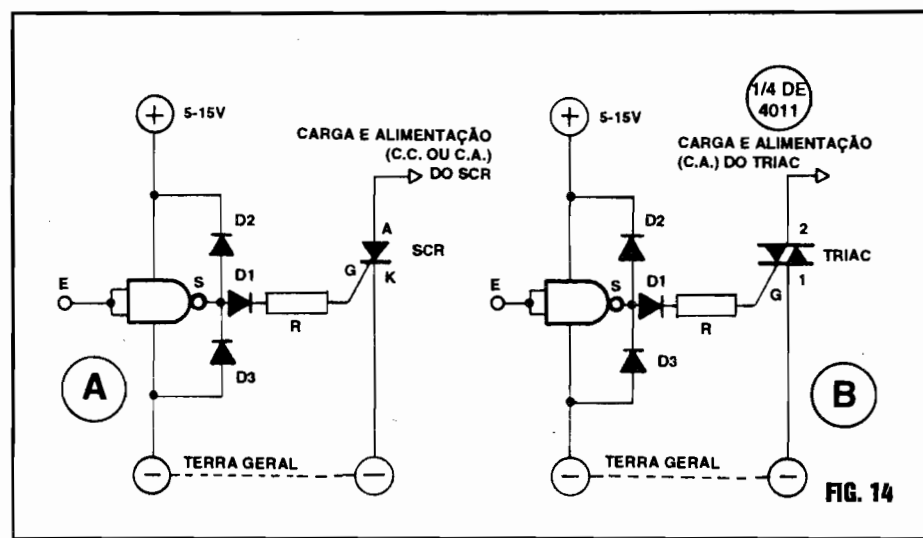 5-15V
CARGA E ALIMENTAÇÃO
(C.C. OU C.A.)
DO SCR
D2
A
SCR
E
S
D1
G
K
R
D3
A
TERRA GERAL
1/4 DE
4011
5-15V
CARGA E ALIMENTAÇÃO
(C.A.) DO TRIAC
D2
2
TRIAC
E
S
D1
G
1
R
D3
B
TERRA GERAL
FIG. 14